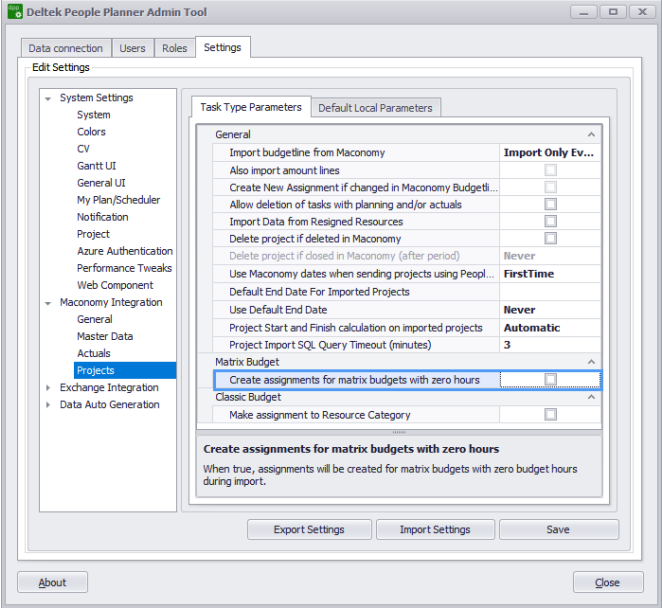 Deltek People Planner Admin Tool
Data connection
Users
Roles
Settings
Edit Settings
System Settings
System
Colors
CV
Gantt UI
General UI
My Plan/Scheduler
Notification
Project
Azure Authentication
Performance Tweaks
Web Component
Maconomy Integration
General
Master Data
Actuals
Projects
Exchange Integration
Data Auto Generation
Task Type Parameters
Default Local Parameters
General
Import budgetline from Maconomy Import Only Ev...
Also import amount lines
Create New Assignment if changed in Maconomy Budgetli...
Allow deletion of tasks with planning and/or actuals
Import Data from Resigned Resources
Delete project if deleted in Maconomy
Delete project if closed in Maconomy (after period) Never
Use Maconomy dates when sending projects using Peopl... FirstTime
Default End Date For Imported Projects
Use Default End Date Never
Project Start and Finish calculation on imported projects Automatic
Project Import SQL Query Timeout (minutes) 3
Matrix Budget
Create assignments for matrix budgets with zero hours
Classic Budget
Make assignment to Resource Category
Create assignments for matrix budgets with zero hours
When true, assignments will be created for matrix budgets with zero budget hours
during import.
Export Settings
Import Settings
Save
About
Close